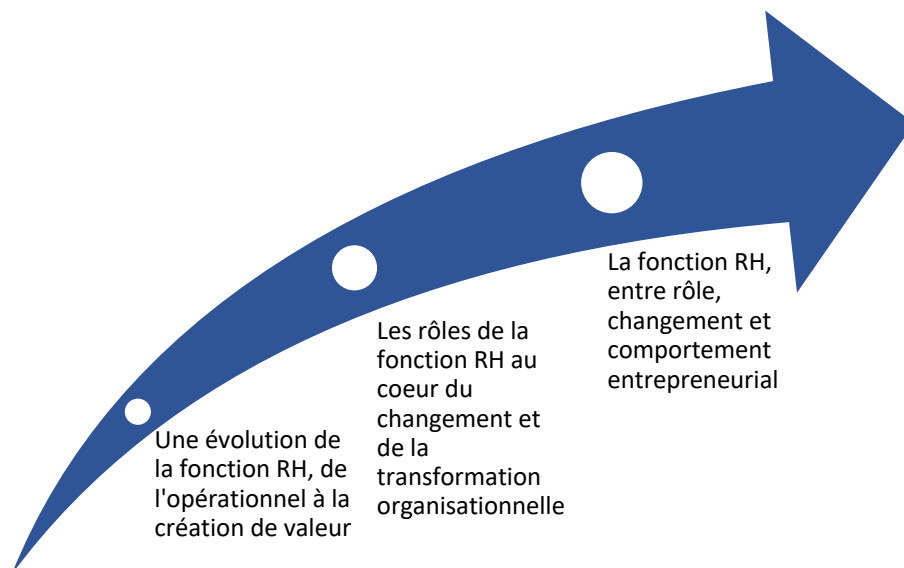 Une évolution de
la fonction RH, de
l'opérationnel à la
création de valeur
Les rôles de la
fonction RH au
coeur du
changement et
de la
transformation
organisationnelle
La fonction RH,
entre rôle,
changement et
comportement
entrepreneurial